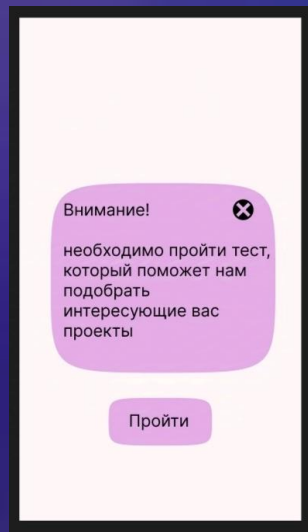 Внимание!
необходимо пройти тест,
который поможет нам
подобрать
интересующие вас
проекты
Пройти